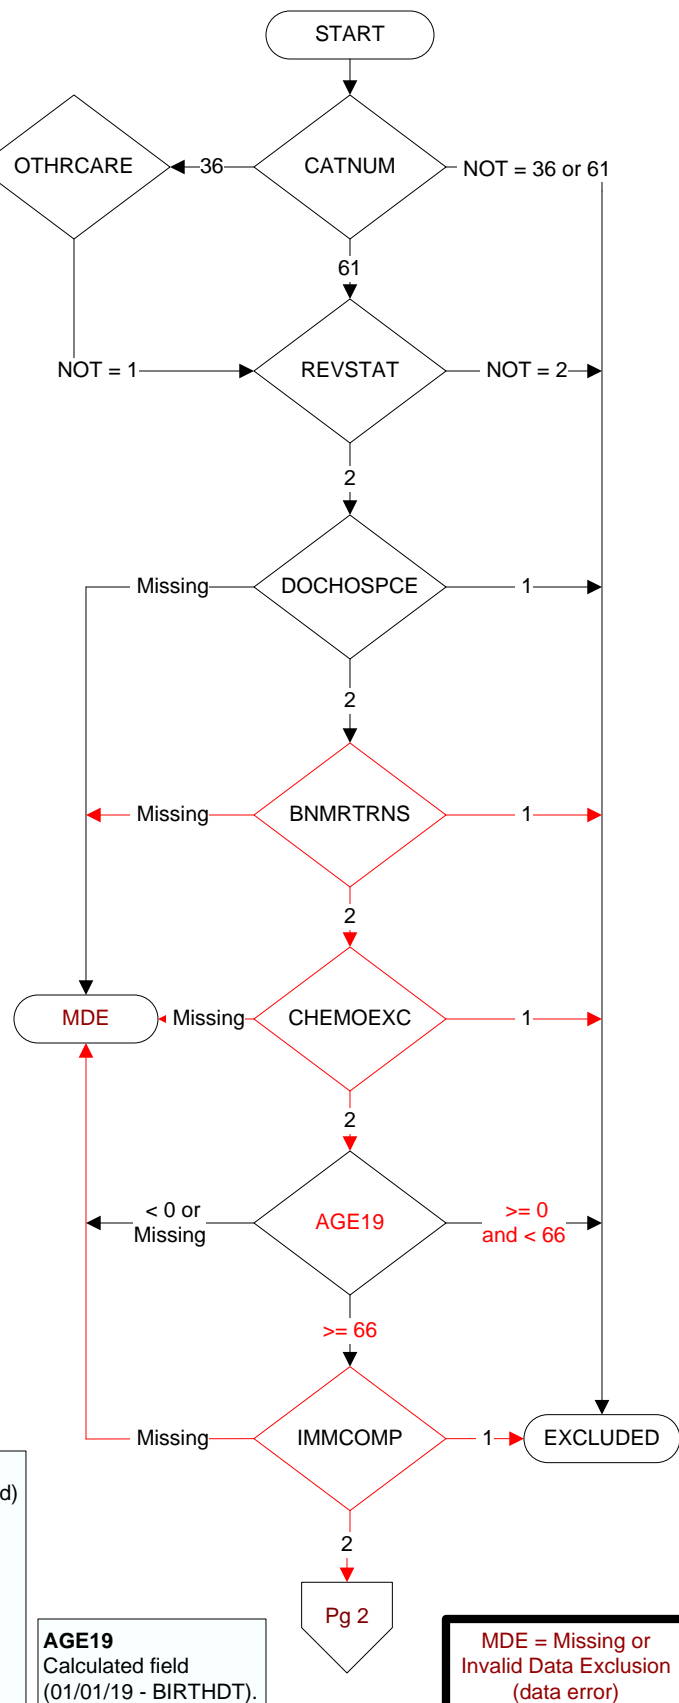 START
OTHRCARE
36
CATNUM
NOT = 36 or 61
61
NOT = 1
REVSTAT
NOT = 2
2
Missing
DOCHOSPCE
1
2
Missing
BNMRTRNS
1
2
MDE
Missing
CHEMOEXC
1
2
< 0 or
Missing
AGE19
>= 0
and < 66
>= 66
Missing
IMMCOMP
1
EXCLUDED
d)
2
Pg 2
AGE19
Calculated field
(01/01/19 - BIRTHDT).
MDE = Missing or
Invalid Data Exclusion
(data error)